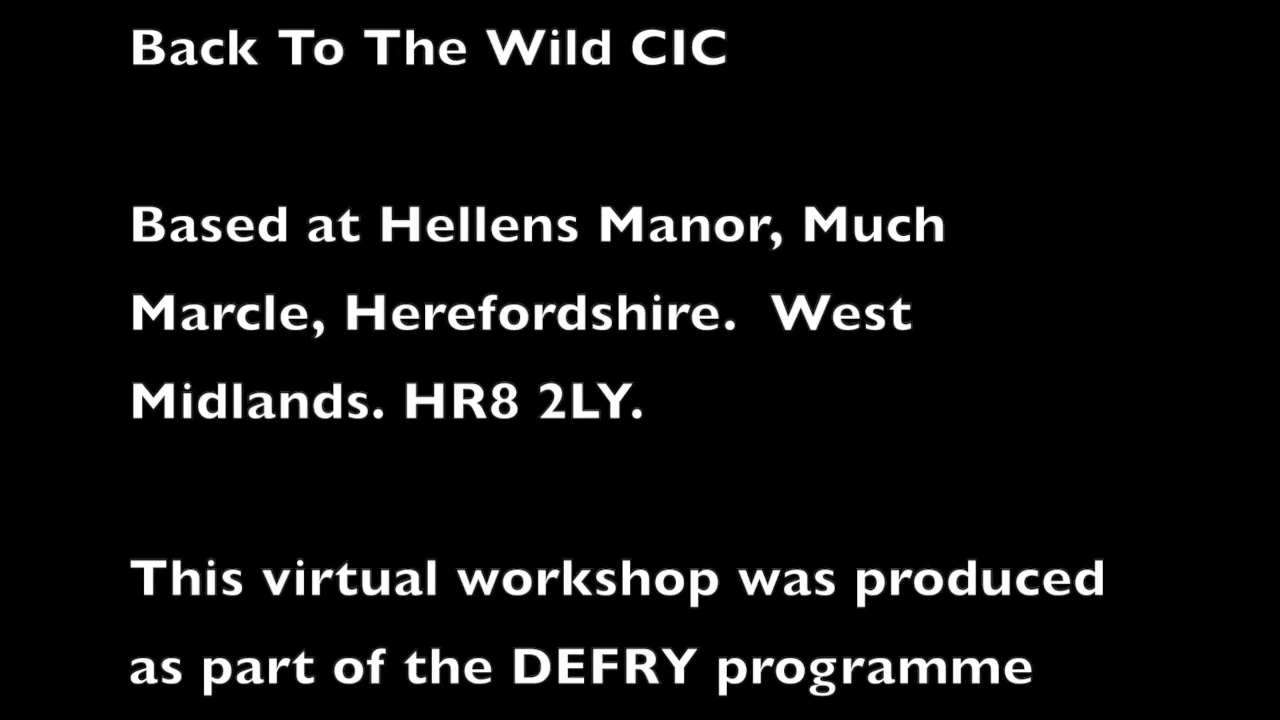 Back To The Wild CIC
Based at Hellens Manor, Much
Marcle, Herefordshire.  West
Midlands. HR8 2LY.
This virtual workshop was produced
as part of the DEFRY programme